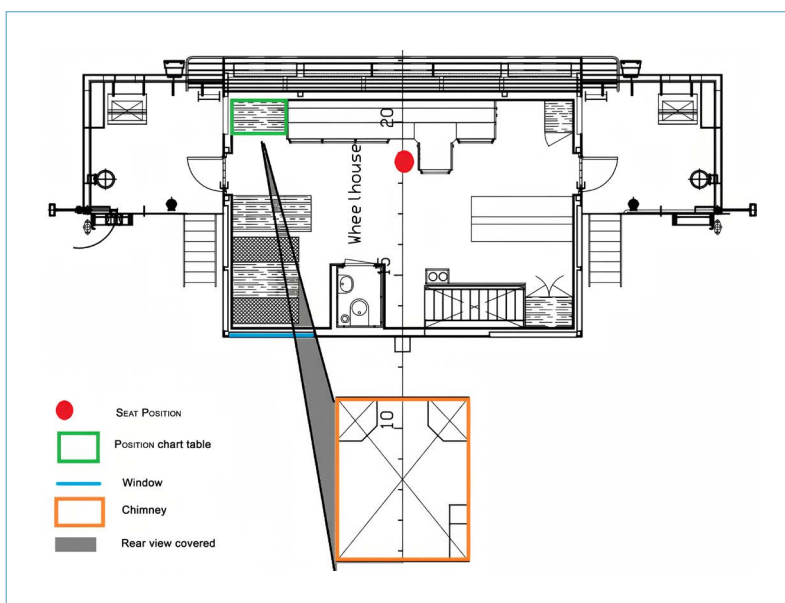 20
Wheelhouse
15
10
SEAT POSITION
POSITION chart table
Window
Chimney
Rear view covered